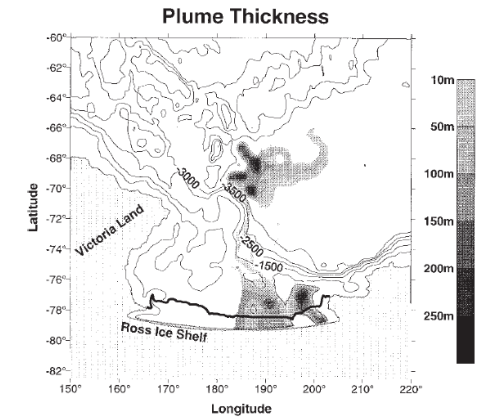 Plume Thickness
-60°
-62°
-64°
-66°
-68°
-70°
-72°
-74°
-76°
-78°
-80°
-82°
Latitude
150°
160°
170°
180°
190°
200°
210°
220°
Longitude
-3000
-3500
-2500
-1500
Victoria Land
Ross Ice Shelf
10m
50m
100m
150m
200m
250m